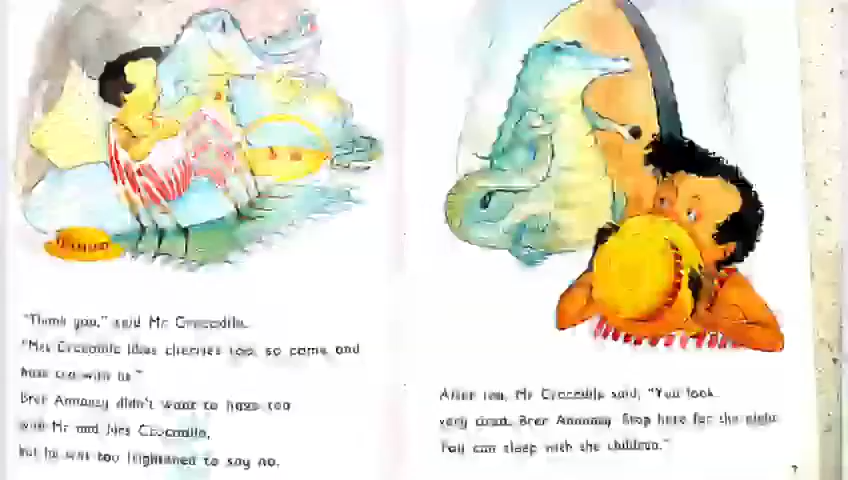 "Thank you," said Mr Crocodile.
"Mrs Crocodile likes cherries too, so come and
have tea with us."
Brer Annansy didn't want to have tea
with Mr and Mrs Crocodile,
but he was too frightened to say no.
After tea, Mr Crocodile said, "You look
very tired, Brer Annansy. Stop here for the night.
You can sleep with the children."
7